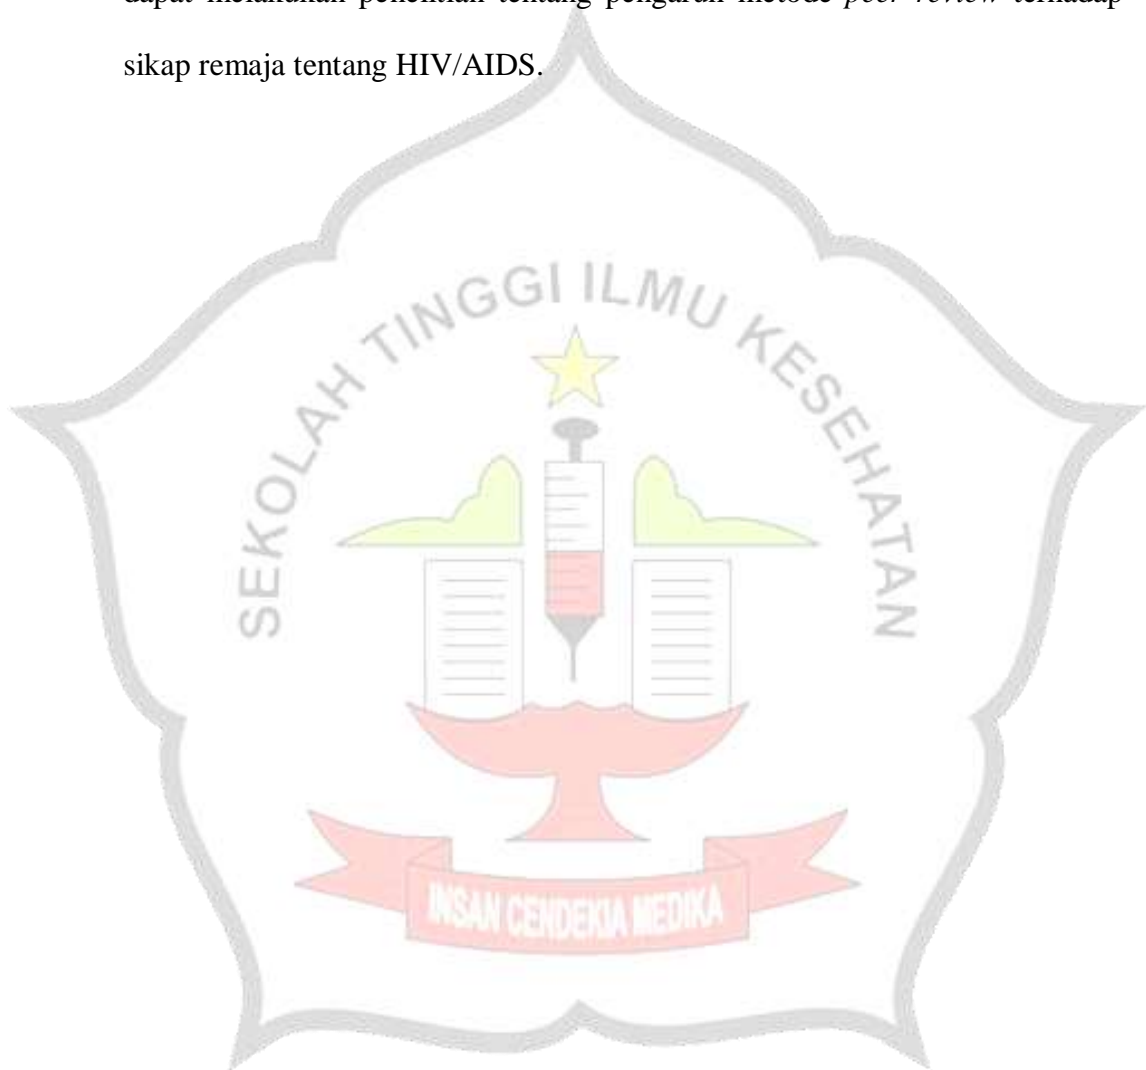 dapat melakukan penelitian tentang pengaruh metode peer review terhadap
sikap remaja tentang HIV/AIDS.
SEKOLAH TINGGI ILMU KESEHATAN
INSAN CENDEKIA MEDIKA